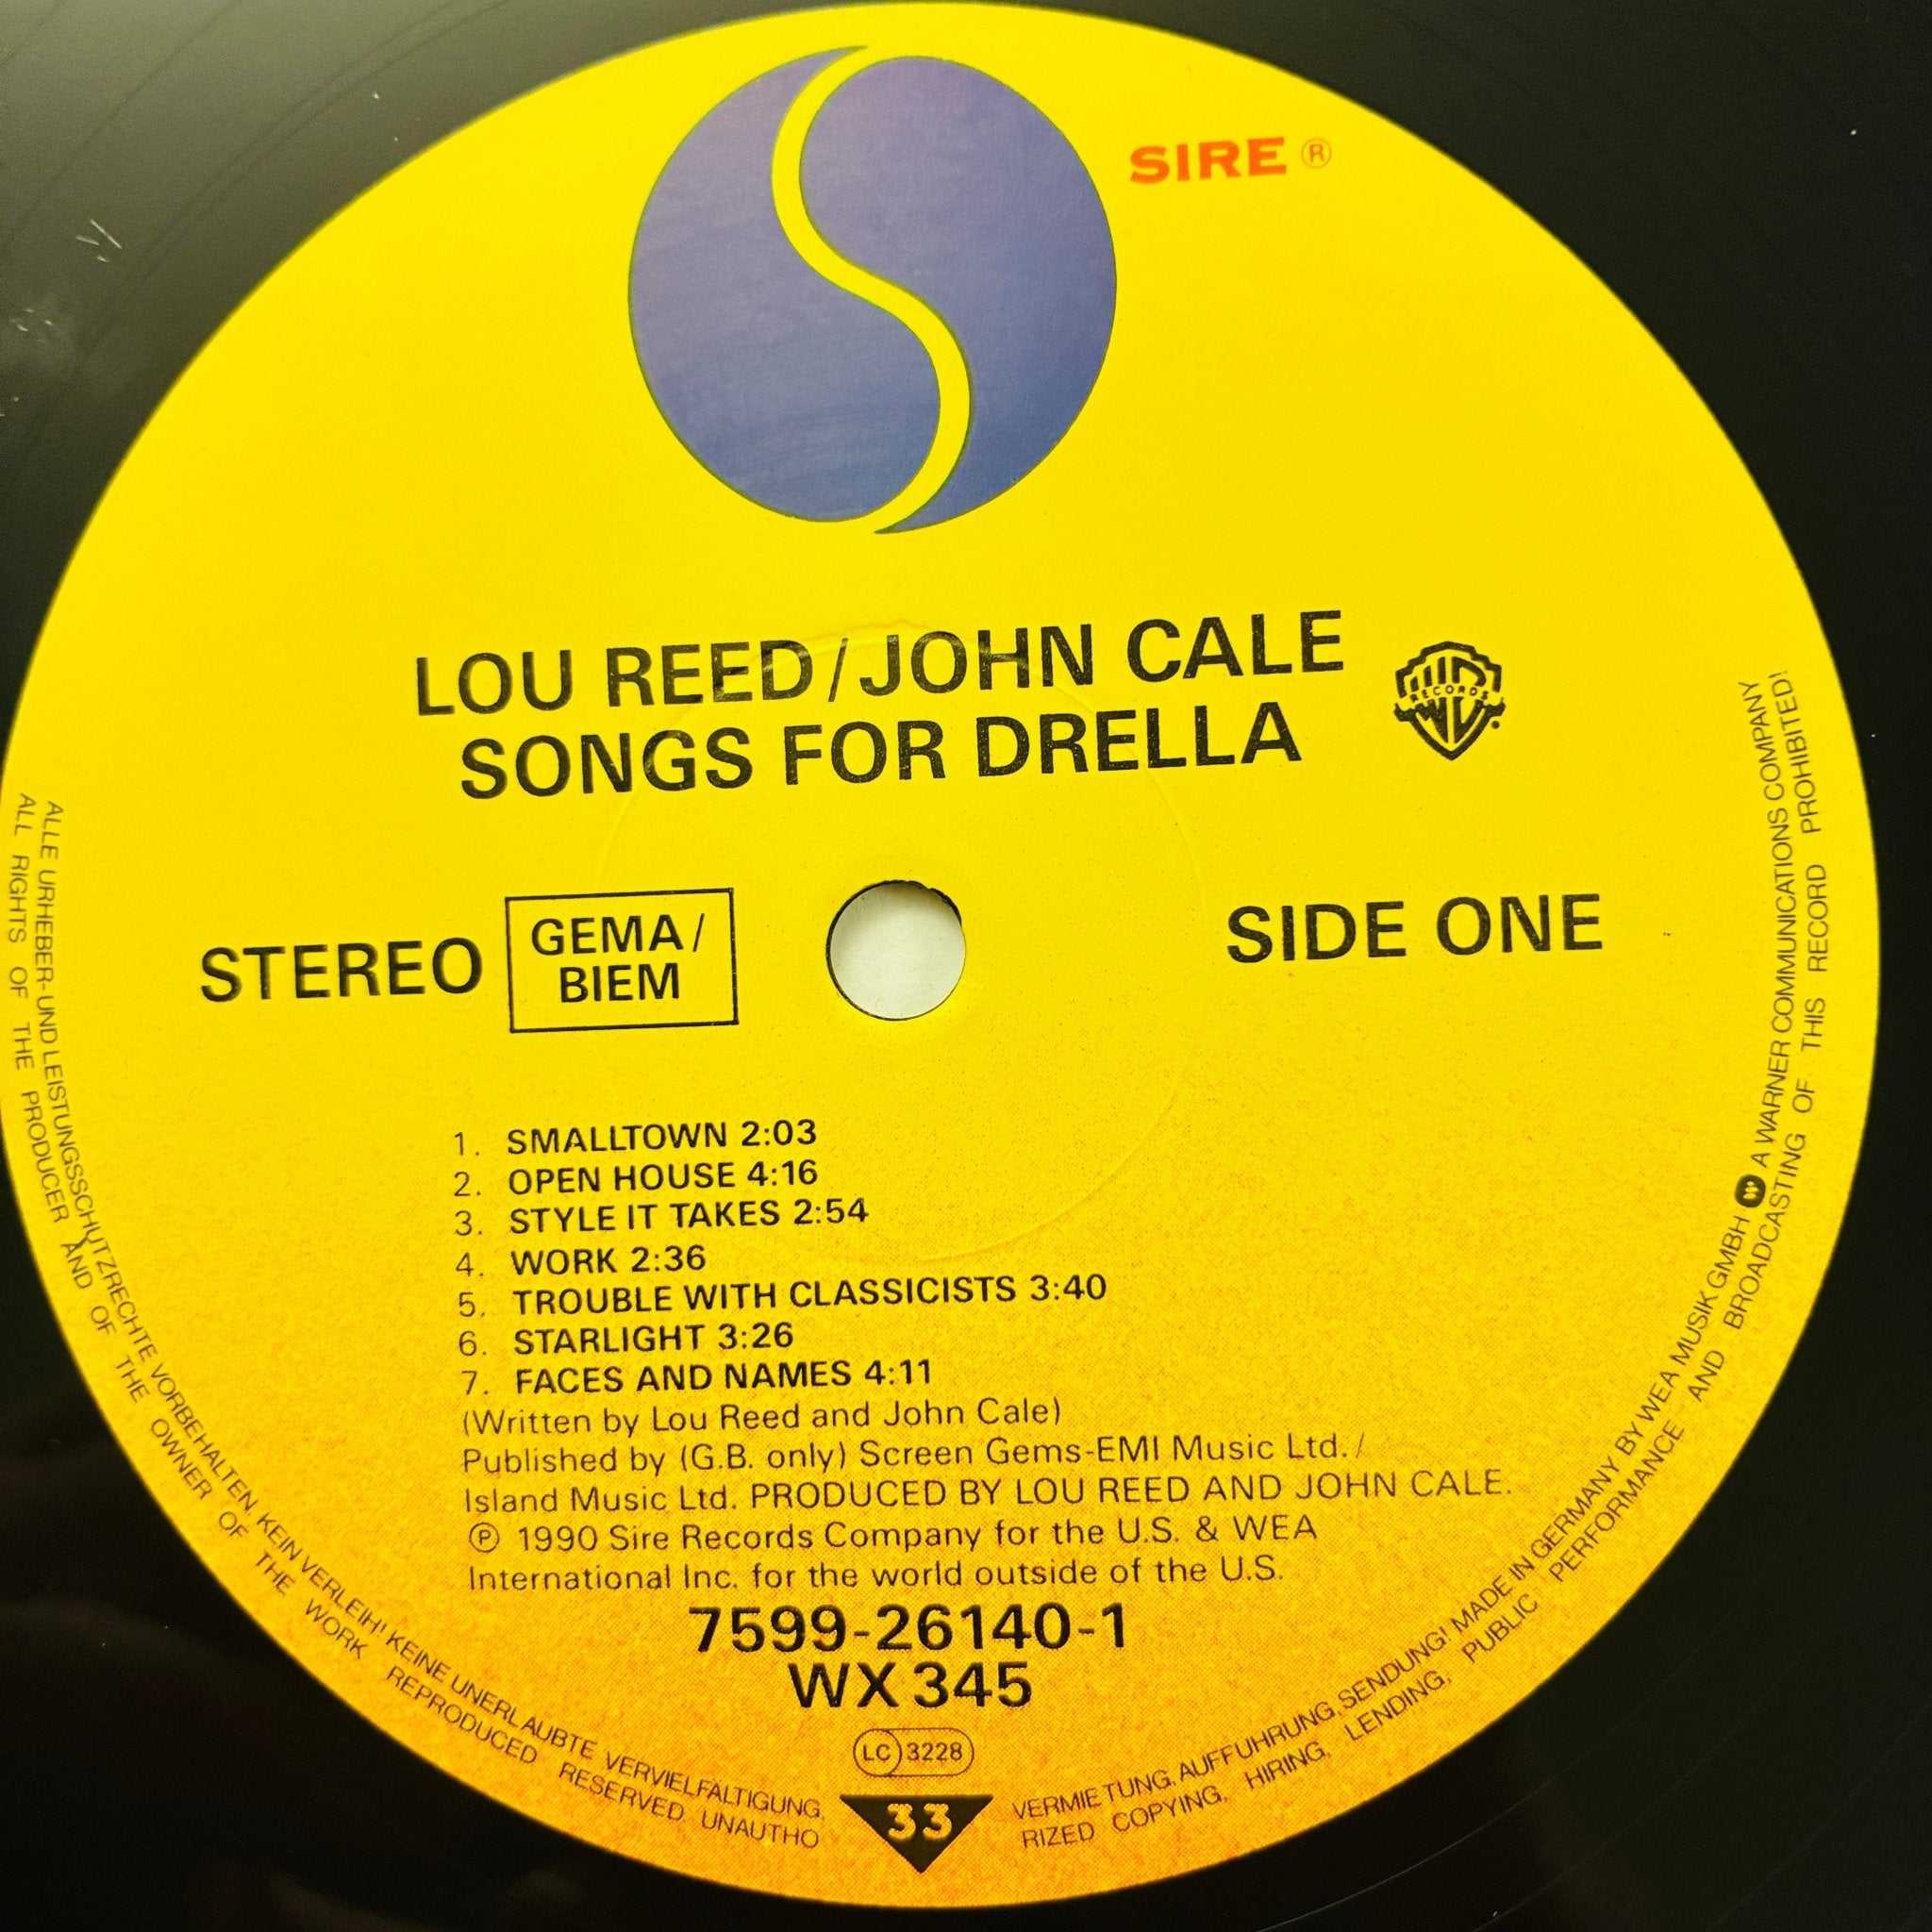 SIRE ®
LOU REED/JOHN CALE
SONGS FOR DRELLA
RECORDS
STEREO
GEMA/
BIEM
SIDE ONE
1. SMALLTOWN 2:03
2. OPEN HOUSE 4:16
3. STYLE IT TAKES 2:54
4. WORK 2:36
5. TROUBLE WITH CLASSICISTS 3:40
6. STARLIGHT 3:26
7. FACES AND NAMES 4:11
(Written by Lou Reed and John Cale)
Published by (G.B. only) Screen Gems-EMI Music Ltd./
Island Music Ltd. PRODUCED BY LOU REED AND JOHN CALE.
℗ 1990 Sire Records Company for the U.S. & WEA
International Inc. for the world outside of the U.S.
7599-26140-1
WX 345
LC 3228
33
ALLE URHEBER-UND LEISTUNGSSCHUTZRECHTE VORBEHALTEN. KEIN VERLEIH! KEINE UNERLAUBTE VERVIELFALTIGUNG, VERMIETUNG, AUFFUHRUNG, SENDUNG! MADE IN GERMANY BY WEA MUSIK GMBH A WARNER COMMUNICATIONS COMPANY
ALL RIGHTS OF THE PRODUCER AND OF THE OWNER OF THE WORK REPRODUCED RESERVED UNAUTHORIZED COPYING, HIRING, LENDING, PUBLIC PERFORMANCE AND BROADCASTING OF THIS RECORD PROHIBITED!